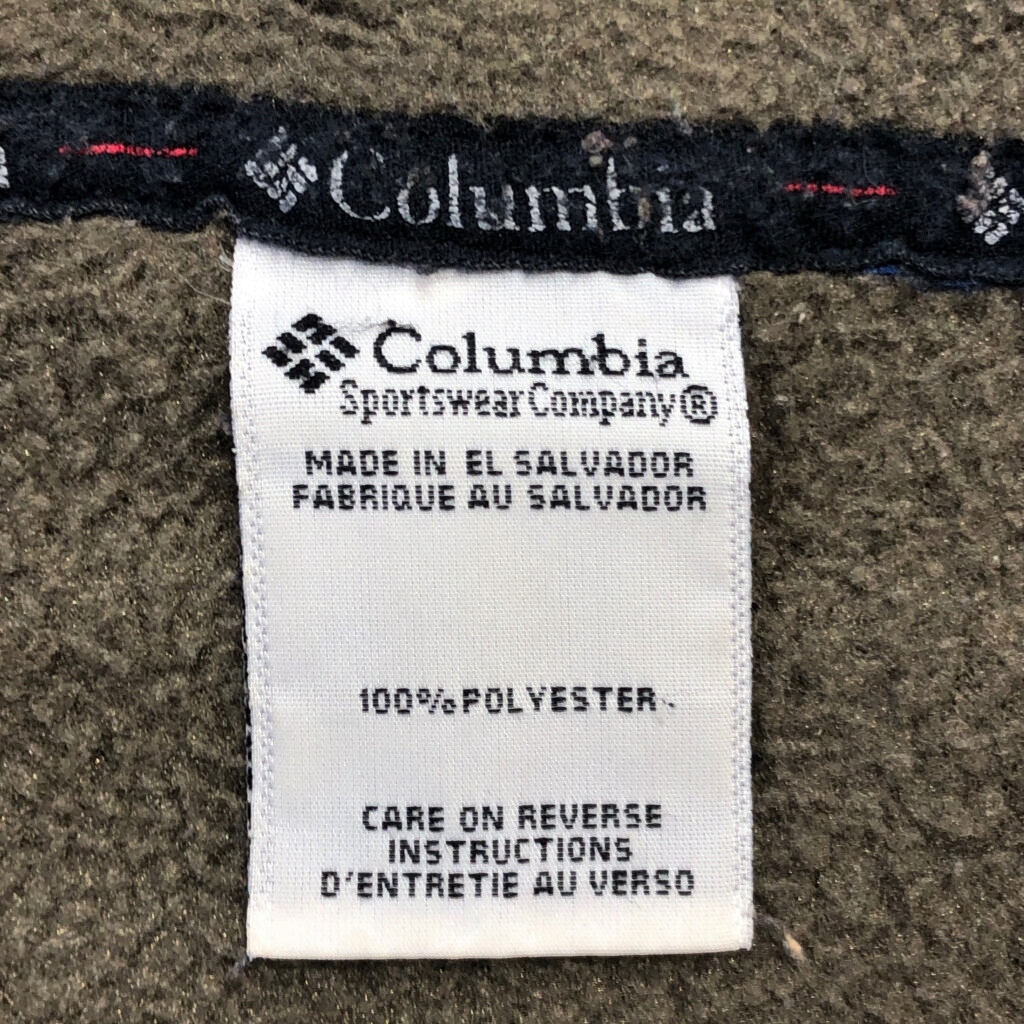 Columbia
Columbia
Sportswear Company®
MADE IN EL SALVADOR
FABRIQUE AU SALVADOR
100% POLYESTER
CARE ON REVERSE
INSTRUCTIONS
D'ENTRETIE AU VERSO